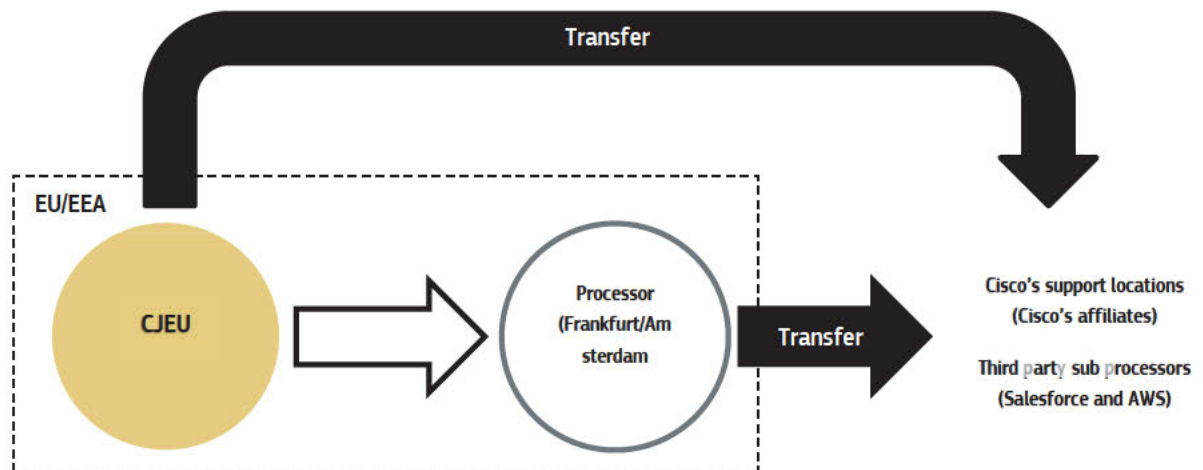 Transfer
EU/EEA
CJEU
Processor
(Frankfurt/Am
sterdam
Transfer
Cisco's support locations
(Cisco's affiliates)
Third party sub processors
(Salesforce and AWS)